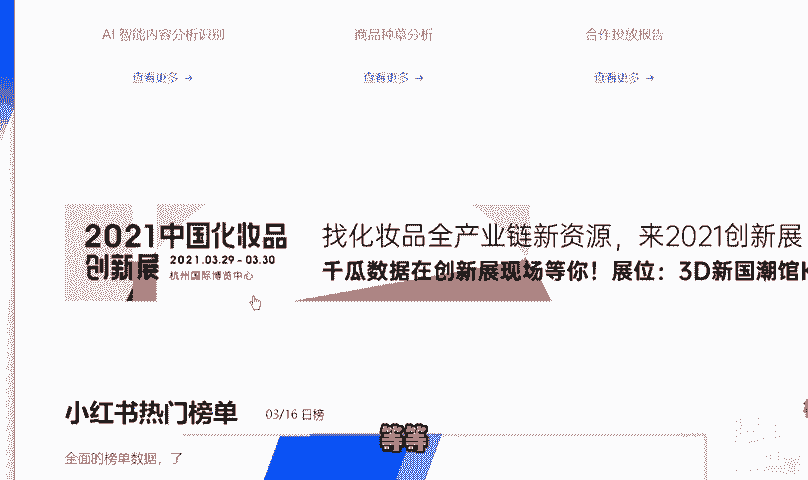 AI 智能内容分析识别
商品种草分析
合作投放报告
查看更多 →
查看更多 →
查看更多 →
2021中国化妆品
创新展
2021.03.29 - 03.30
杭州国际博览中心
找化妆品全产业链新资源，来2021创新展
千瓜数据在创新展现场等你！展位：3D新国潮馆
小红书热门榜单
03/16 日榜
全面的榜单数据，了
等等